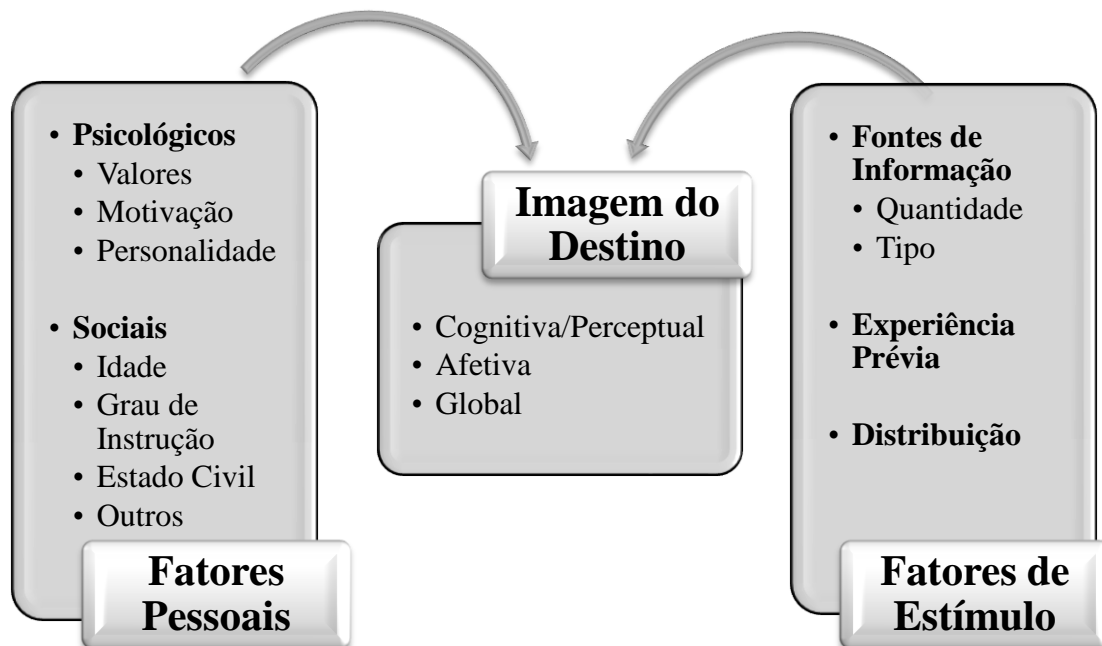 • Psicológicos
• Valores
• Motivação
• Personalidade
• Sociais
• Idade
• Grau de
Instrução
• Estado Civil
• Outros
Fatores
Pessoais
Imagem do
Destino
• Cognitiva/Perceptual
• Afetiva
• Global
• Fontes de
Informação
• Quantidade
• Tipo
• Experiência
Prévia
• Distribuição
Fatores de
Estímulo